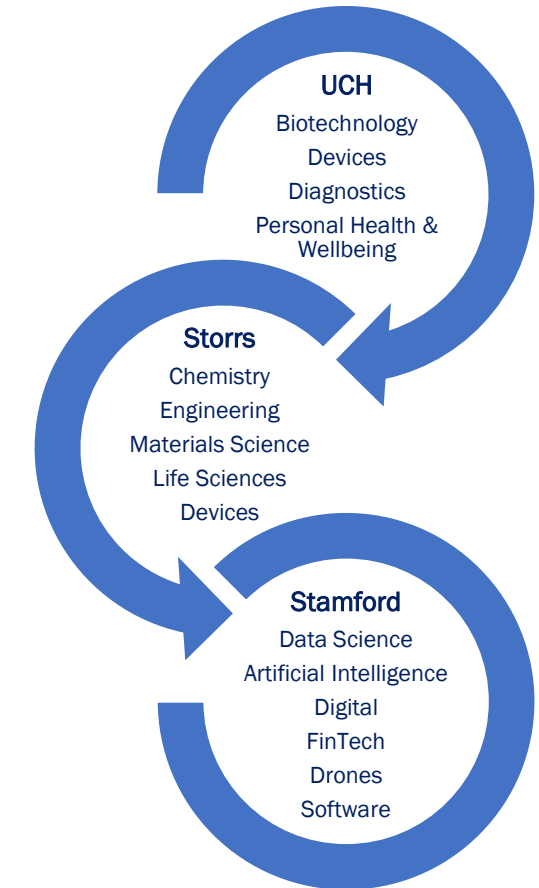 UCH
Biotechnology
Devices
Diagnostics
Personal Health &
Wellbeing
Storrs
Chemistry
Engineering
Materials Science
Life Sciences
Devices
Stamford
Data Science
Artificial Intelligence
Digital
FinTech
Drones
Software